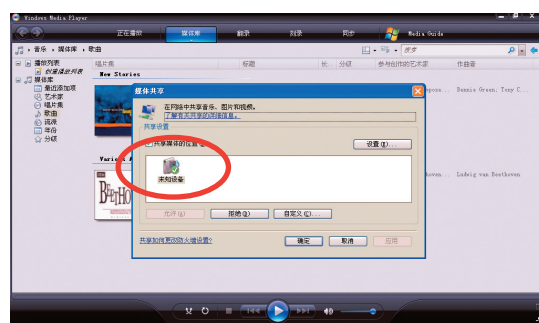 Windows Media Player
正在播放
媒体库
翻录
刻录
同步
Media Guide
音乐 ▸ 媒体库 ▸ 歌曲
搜索
播放列表
创建播放列表
媒体库
最近添加项
艺术家
唱片集
歌曲
流派
年份
分级
唱片集
标题
长...
分级
参与创作的艺术家
作曲者
New Stories
Bonnie Green; Tony C...
Ludwig van Beethoven
媒体共享
在网络中共享音乐、图片和视频。
了解有关共享的详细信息。
共享设置
共享媒体的位置
设置(T)...
未知设备
允许(A)
拒绝(D)
自定义(C)...
共享如何更改防火墙设置?
确定
取消
应用